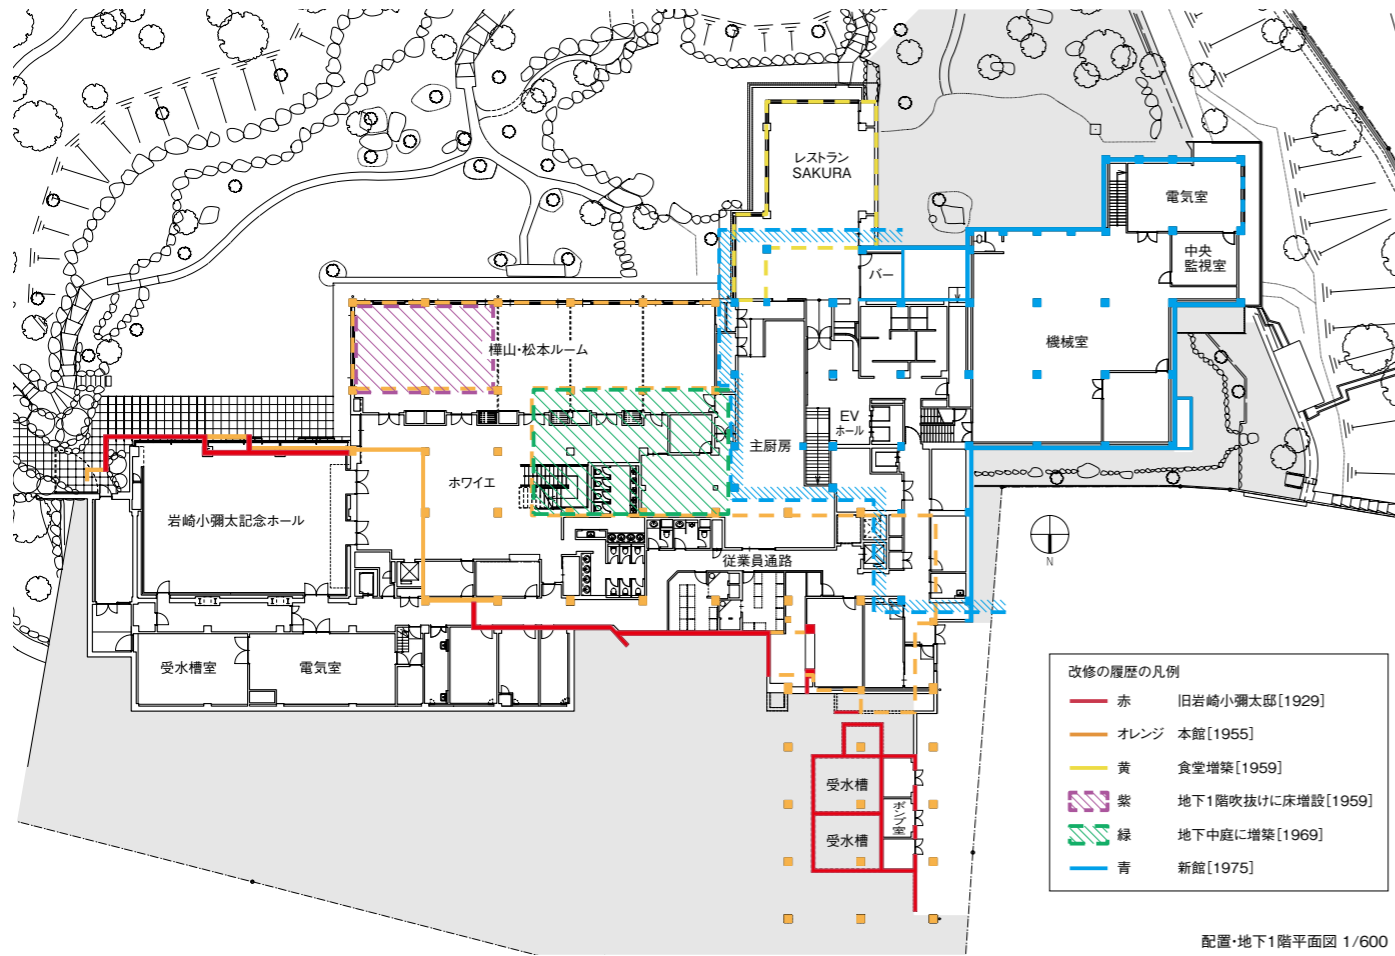 レストラン
SAKURA
電気室
中央
監視室
バー
機械室
樺山・松本ルーム
EV
ホール
主厨房
ホワイエ
岩崎小彌太記念ホール
従業員通路
N
受水槽室
電気室
受水槽
ポンプ室
受水槽
改修の履歴の凡例
赤 旧岩崎小彌太邸[1929]
オレンジ 本館[1955]
黄 食堂増築[1959]
紫 地下1階吹抜けに床増設[1959]
緑 地下中庭に増築[1969]
青 新館[1975]
配置・地下1階平面図 1/600